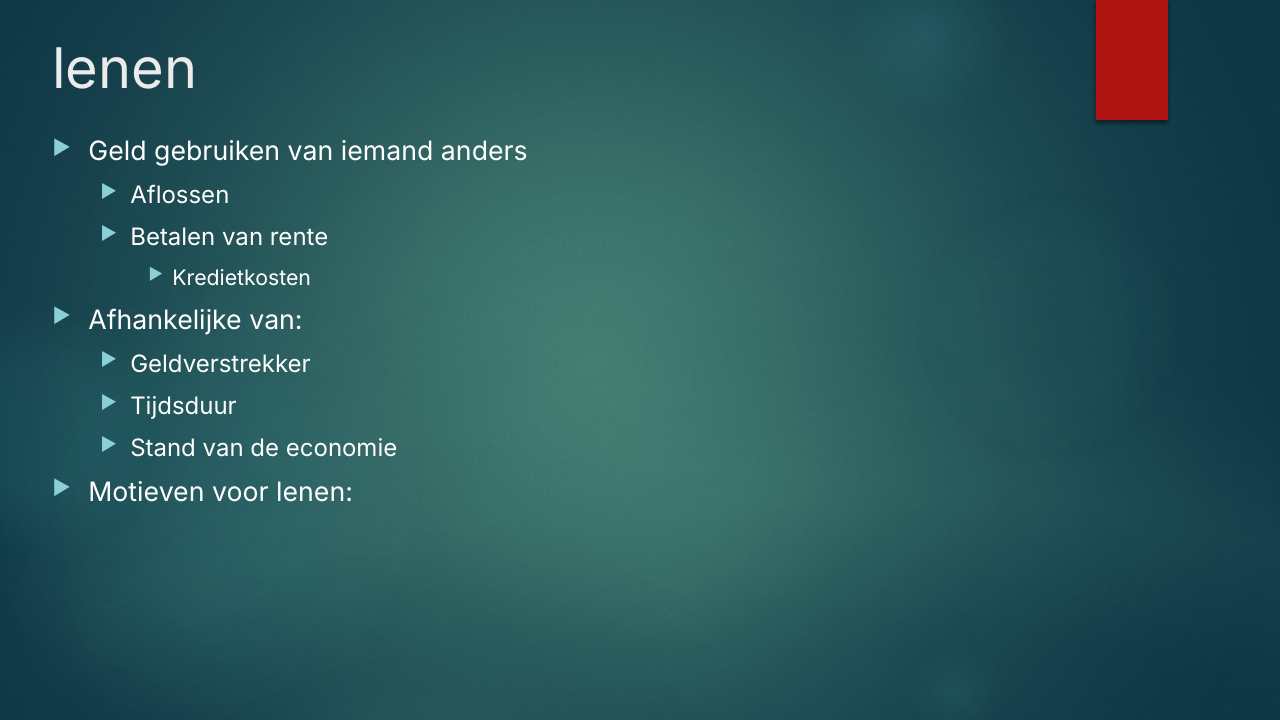 lenen
Geld gebruiken van iemand anders
Aflossen
Betalen van rente
Kredietkosten
Afhankelijke van:
Geldverstrekker
Tijdsduur
Stand van de economie
Motieven voor lenen: